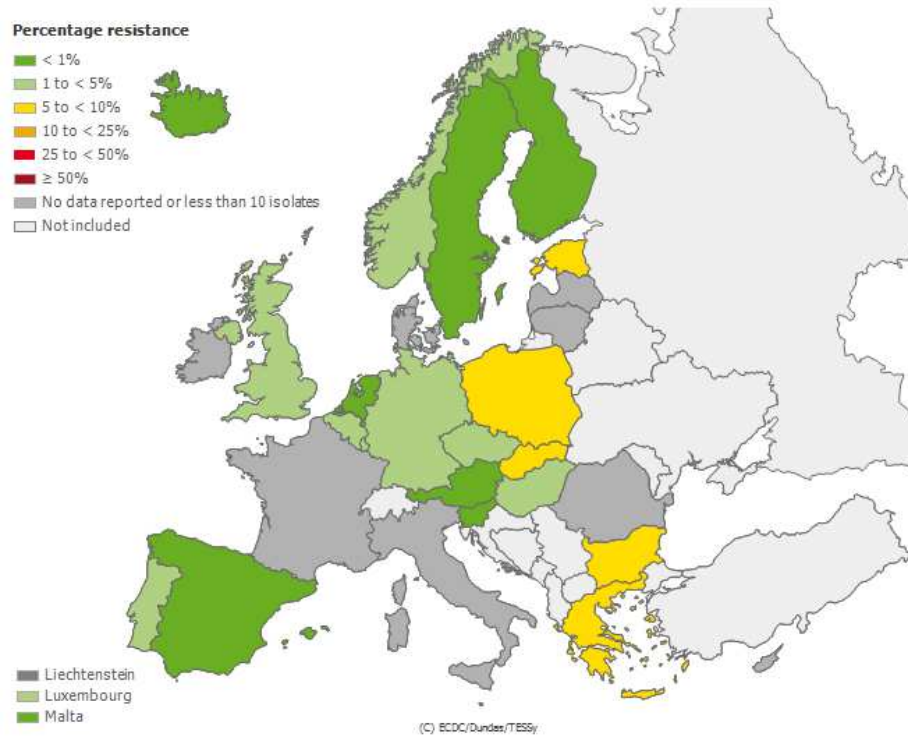 Percentage resistance
< 1%
1 to < 5%
5 to < 10%
10 to < 25%
25 to < 50%
≥ 50%
No data reported or less than 10 isolates
Not included
Liechtenstein
Luxembourg
Malta
(C) ECDC/Dundas/TESSy